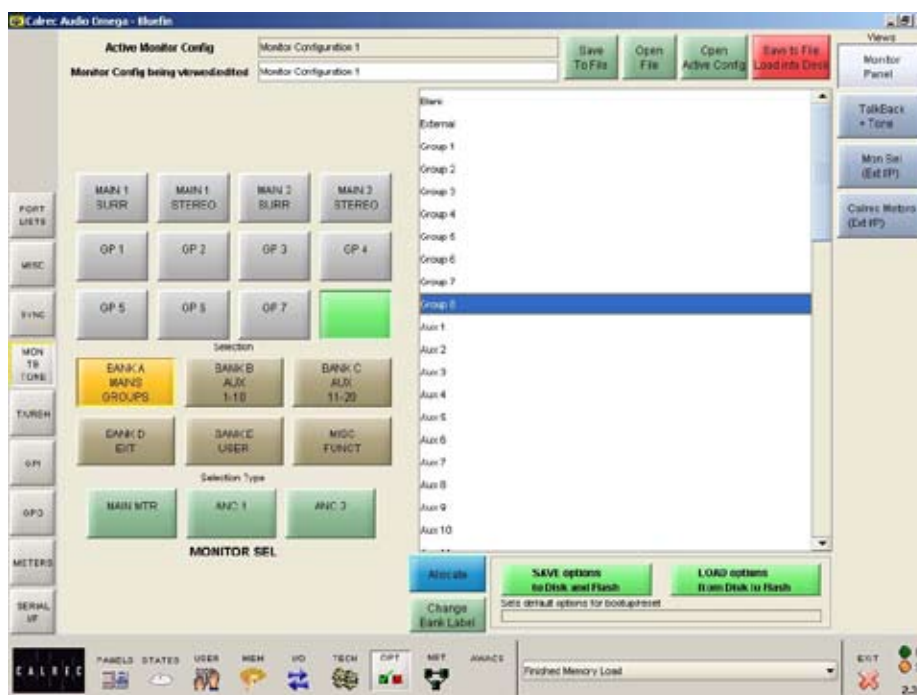 Calrec Audio Omega - Bluefin
Active Monitor Config
Monitor Configuration 1
Monitor Config being viewed/edited
Monitor Configuration 1
Save To File
Open File
Open Active Config
Save to File
Load into Desk
Views
Monitor Panel
TalkBack + Tone
Mon Sel (Ext I/P)
Calrec Meters (Ext I/P)
PORT LISTS
MISC
SYNC
MON TB TONE
TX/REH
GPI
GPO
METERS
SERIAL I/F
MAIN 1 SURR
MAIN 1 STEREO
MAIN 2 SURR
MAIN 2 STEREO
GP 1
GP 2
GP 3
GP 4
GP 5
GP 6
GP 7
Selection
BANK A MAINS GROUPS
BANK B AUX 1-10
BANK C AUX 11-20
BANK D EXT
BANK E USER
MISC FUNCT
Selection Type
MAIN MTR
ANC 1
ANC 2
MONITOR SEL
Blank
External
Group 1
Group 2
Group 3
Group 4
Group 5
Group 6
Group 7
Group 8
Aux 1
Aux 2
Aux 3
Aux 4
Aux 5
Aux 6
Aux 7
Aux 8
Aux 9
Aux 10
Allocate
Change Bank Label
SAVE options
to Disk and Flash
LOAD options
from Disk to Flash
Sets default options for bootup/reset
CALREC
PANELS
STATES
USER
MEM
I/O
TECH
OPT
NET
AWACS
Finished Memory Load
EXIT